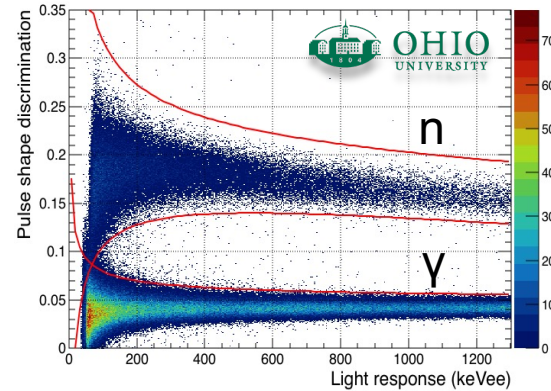 0.35
0.3
0.25
0.2
0.15
0.1
0.05
0
Pulse shape discrimination
1804
OHIO
UNIVERSITY
n
γ
0 200 400 600 800 1000 1200
Light response (keVee)
70
60
50
40
30
20
10
0